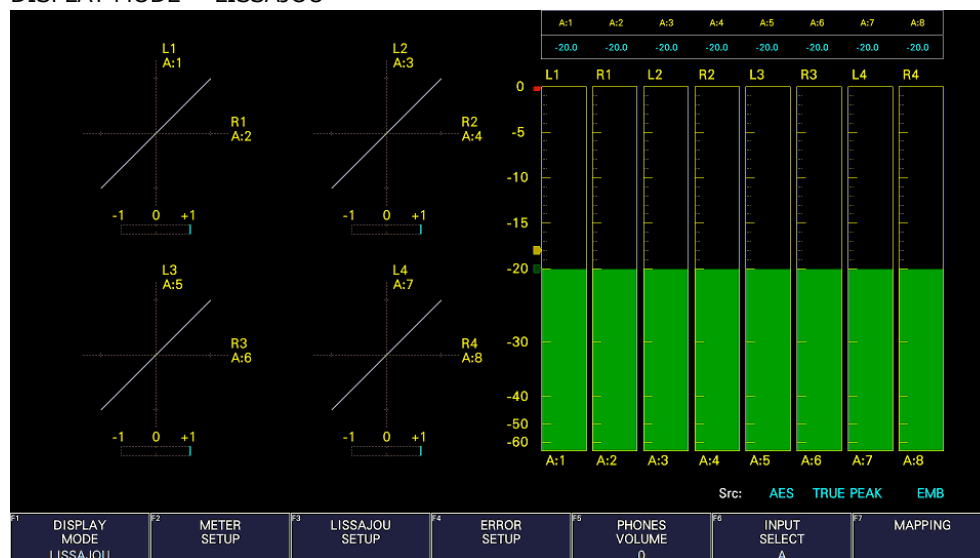 DISPLAY MODE = LISSAJOU
A:1 A:2 A:3 A:4 A:5 A:6 A:7 A:8
-20.0 -20.0 -20.0 -20.0 -20.0 -20.0 -20.0 -20.0
L1 R1 L2 R2 L3 R3 L4 R4
L1
A:1
R1
A:2
-1 0 +1
L2
A:3
R2
A:4
-1 0 +1
L3
A:5
R3
A:6
-1 0 +1
L4
A:7
R4
A:8
-1 0 +1
0
-5
-10
-15
-20
-30
-40
-50
-60
A:1 A:2 A:3 A:4 A:5 A:6 A:7 A:8
Src: AES TRUE PEAK EMB
F1 DISPLAY
MODE
LISSAJOU
F2 METER
SETUP
F3 LISSAJOU
SETUP
F4 ERROR
SETUP
F5 PHONES
VOLUME
0
F6 INPUT
SELECT
A
F7 MAPPING